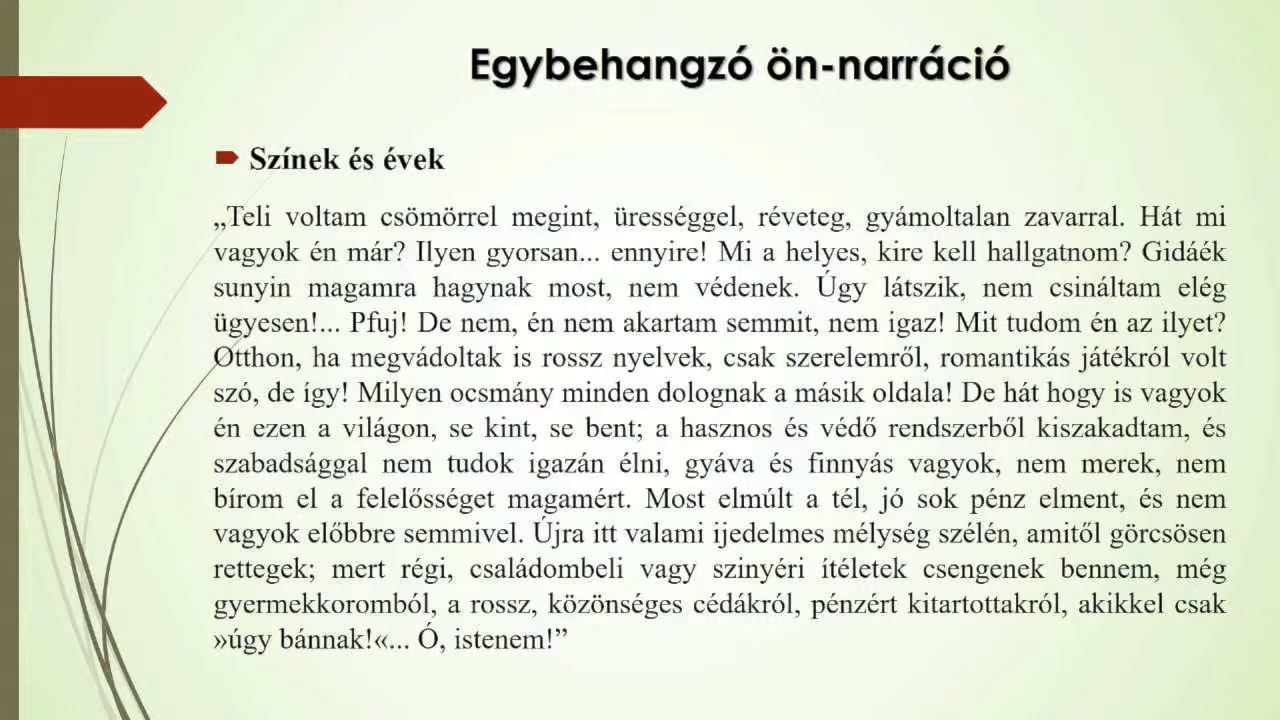 Egybehangzó ön-narráció
Színek és évek
„Teli voltam csömörrel megint, ürességgel, réveteg, gyámoltalan zavarral. Hát mi
vagyok én már? Ilyen gyorsan... ennyire! Mi a helyes, kire kell hallgatnom? Gidáék
sunyin magamra hagynak most, nem védenek. Úgy látszik, nem csináltam elég
ügyesen!... Pfuj! De nem, én nem akartam semmit, nem igaz! Mit tudom én az ilyet?
Otthon, ha megvádoltak is rossz nyelvek, csak szerelemről, romantikás játékról volt
szó, de így! Milyen ocsmány minden dolognak a másik oldala! De hát hogy is vagyok
én ezen a világon, se kint, se bent; a hasznos és védő rendszerből kiszakadtam, és
szabadsággal nem tudok igazán élni, gyáva és finnyás vagyok, nem merek, nem
bírom el a felelősséget magamért. Most elmúlt a tél, jó sok pénz elment, és nem
vagyok előbbre semmivel. Újra itt valami ijedelmes mélység szélén, amitől görcsösen
rettegek; mert régi, családombeli vagy szinyéri ítéletek csengenek bennem, még
gyermekkoromból, a rossz, közönséges cédákról, pénzért kitartottakról, akikkel csak
»úgy bánnak!«... Ó, istenem!”